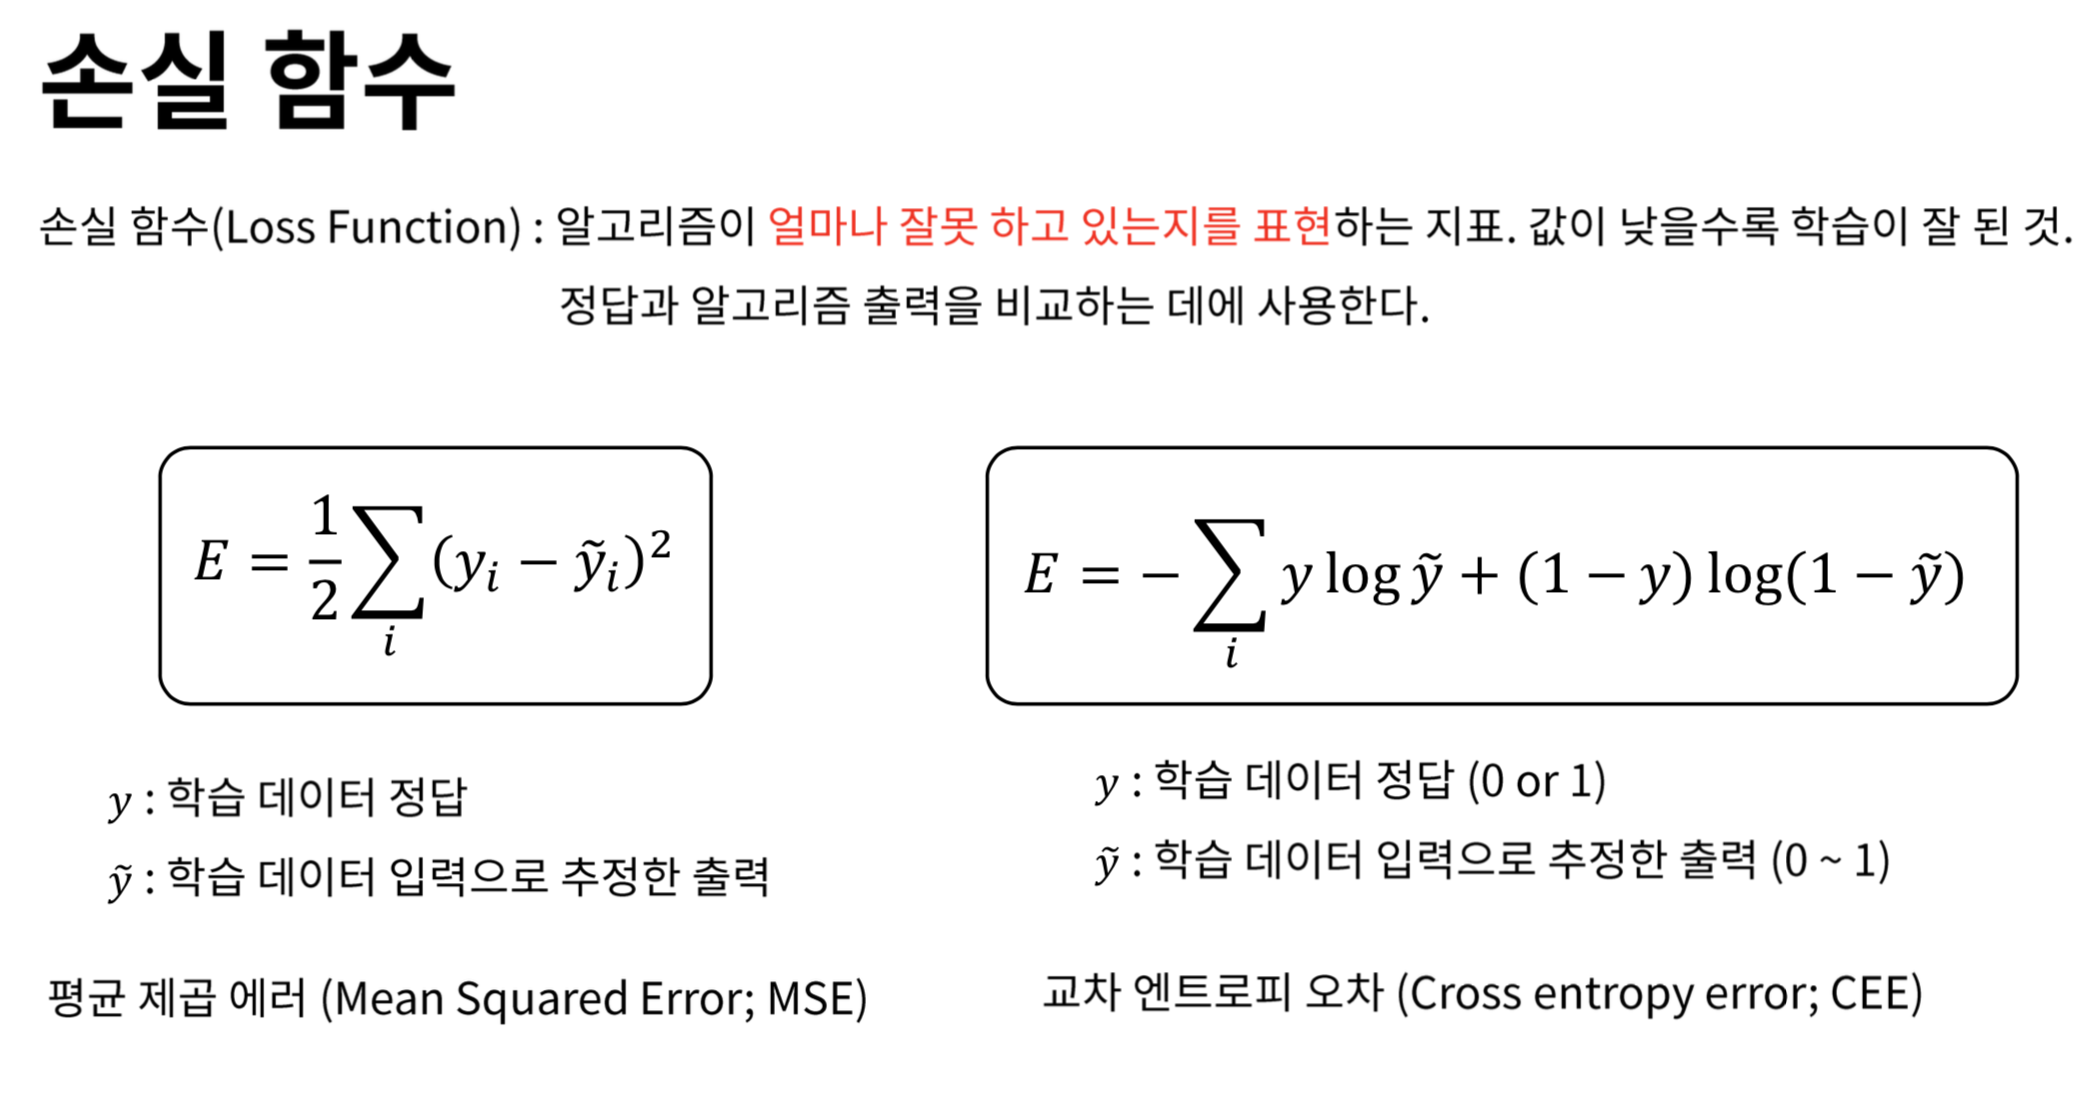 손실 함수
손실 함수(Loss Function) : 알고리즘이 얼마나 잘못 하고 있는지를 표현하는 지표. 값이 낮을수록 학습이 잘 된 것.
정답과 알고리즘 출력을 비교하는 데에 사용한다.
E = \frac{1}{2} \sum_{i} (y_i − ỹ_i)^2
y : 학습 데이터 정답
ỹ : 학습 데이터 입력으로 추정한 출력
평균 제곱 에러 (Mean Squared Error; MSE)
E = − \sum_{i} y log ỹ + (1 − y) log(1 − ỹ)
y : 학습 데이터 정답 (0 or 1)
ỹ : 학습 데이터 입력으로 추정한 출력 (0 ~ 1)
교차 엔트로피 오차 (Cross entropy error; CEE)